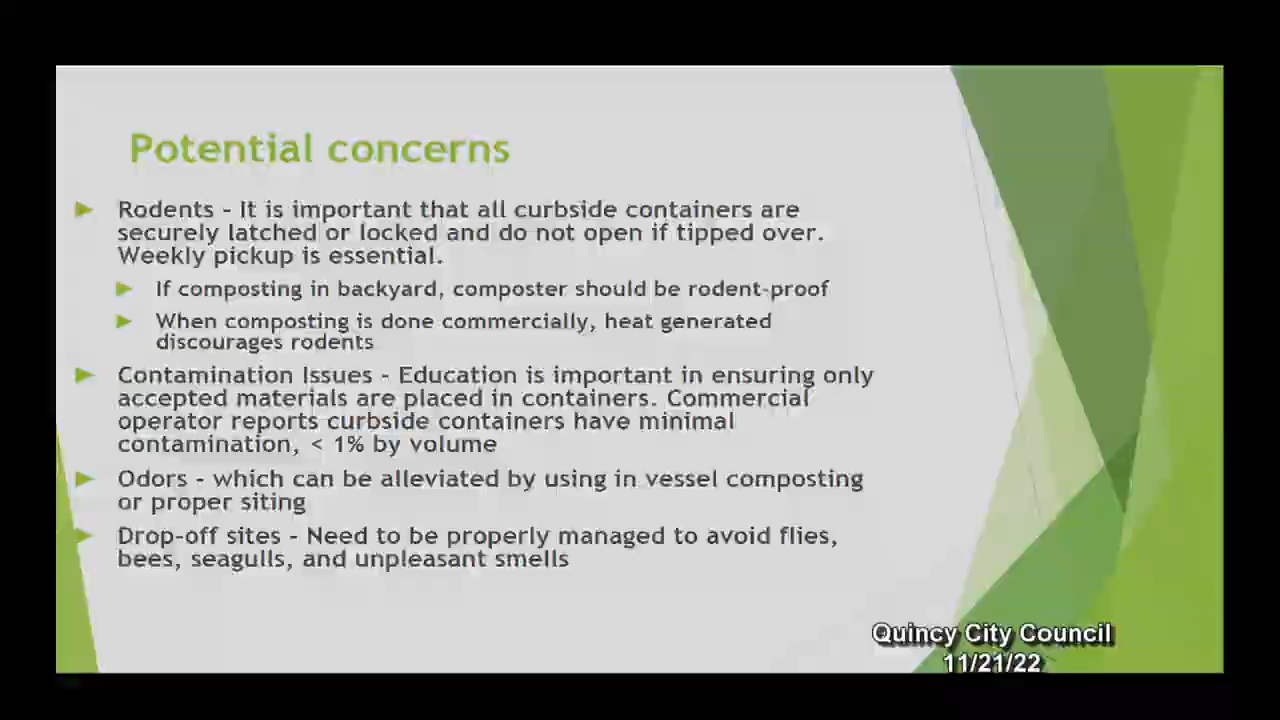 Potential concerns
Rodents - It is important that all curbside containers are
securely latched or locked and do not open if tipped over.
Weekly pickup is essential.
If composting in backyard, composter should be rodent-proof
When composting is done commercially, heat generated
discourages rodents
Contamination Issues - Education is important in ensuring only
accepted materials are placed in containers. Commercial
operator reports curbside containers have minimal
contamination, < 1% by volume
Odors - which can be alleviated by using in vessel composting
or proper siting
Drop-off sites - Need to be properly managed to avoid flies,
bees, seagulls, and unpleasant smells
Quincy City Council
11/21/22